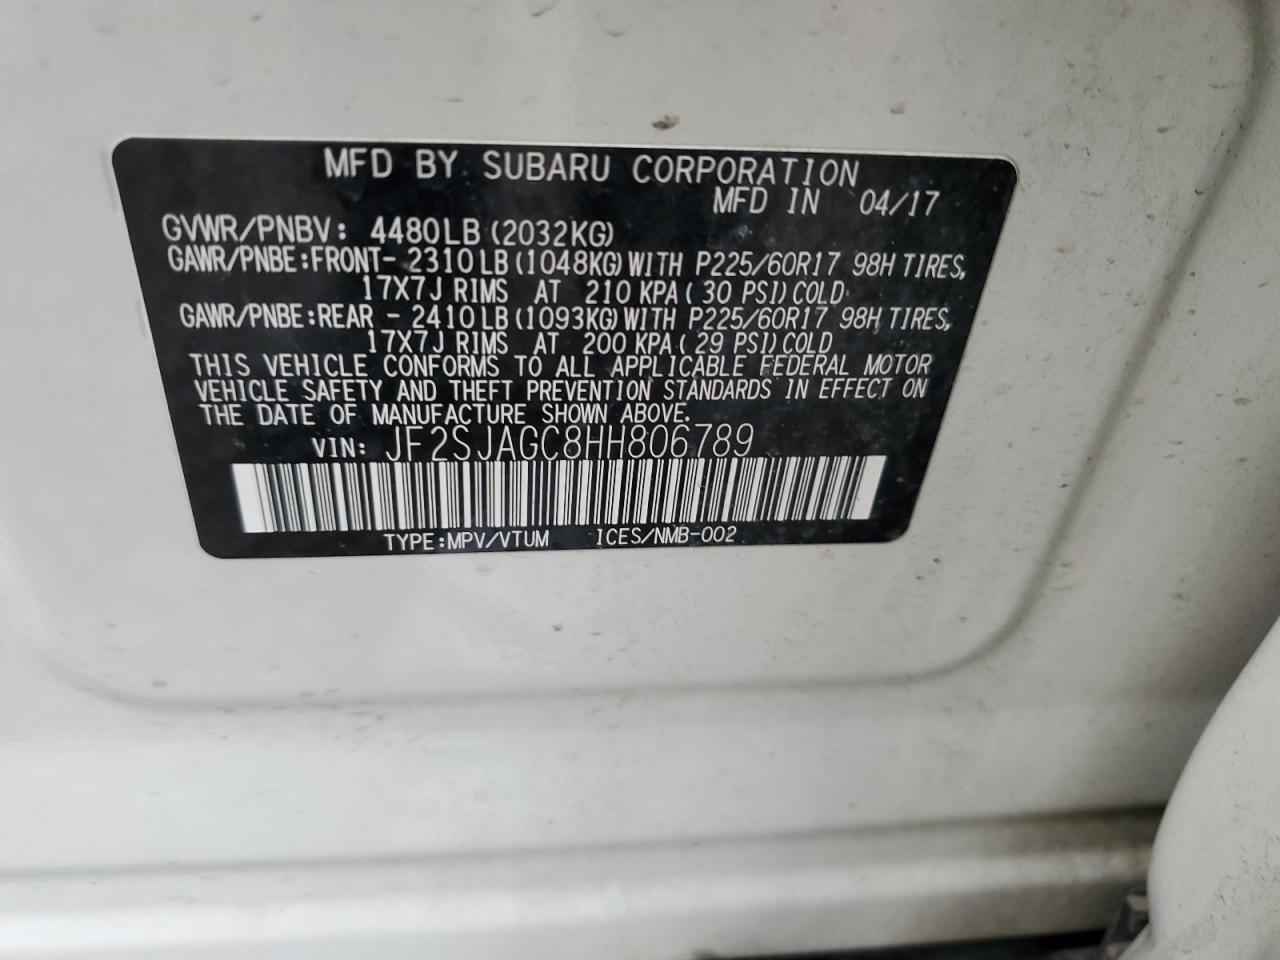 MFD BY SUBARU CORPORATION
MFD IN 04/17
GVWR/PNBV: 4480LB (2032KG)
GAWR/PNBE:FRONT- 2310LB (1048KG) WITH P225/60R17 98H TIRES,
17X7J RIMS AT 210 KPA( 30 PSI)COLD
GAWR/PNBE:REAR - 2410LB (1093KG) WITH P225/60R17 98H TIRES,
17X7J RIMS AT 200 KPA( 29 PSI)COLD
THIS VEHICLE CONFORMS TO ALL APPLICABLE FEDERAL MOTOR
VEHICLE SAFETY AND THEFT PREVENTION STANDARDS IN EFFECT ON
THE DATE OF MANUFACTURE SHOWN ABOVE.
VIN: JF2SJAGC8HH806789
TYPE:MPV/VTUM ICES/NMB-002